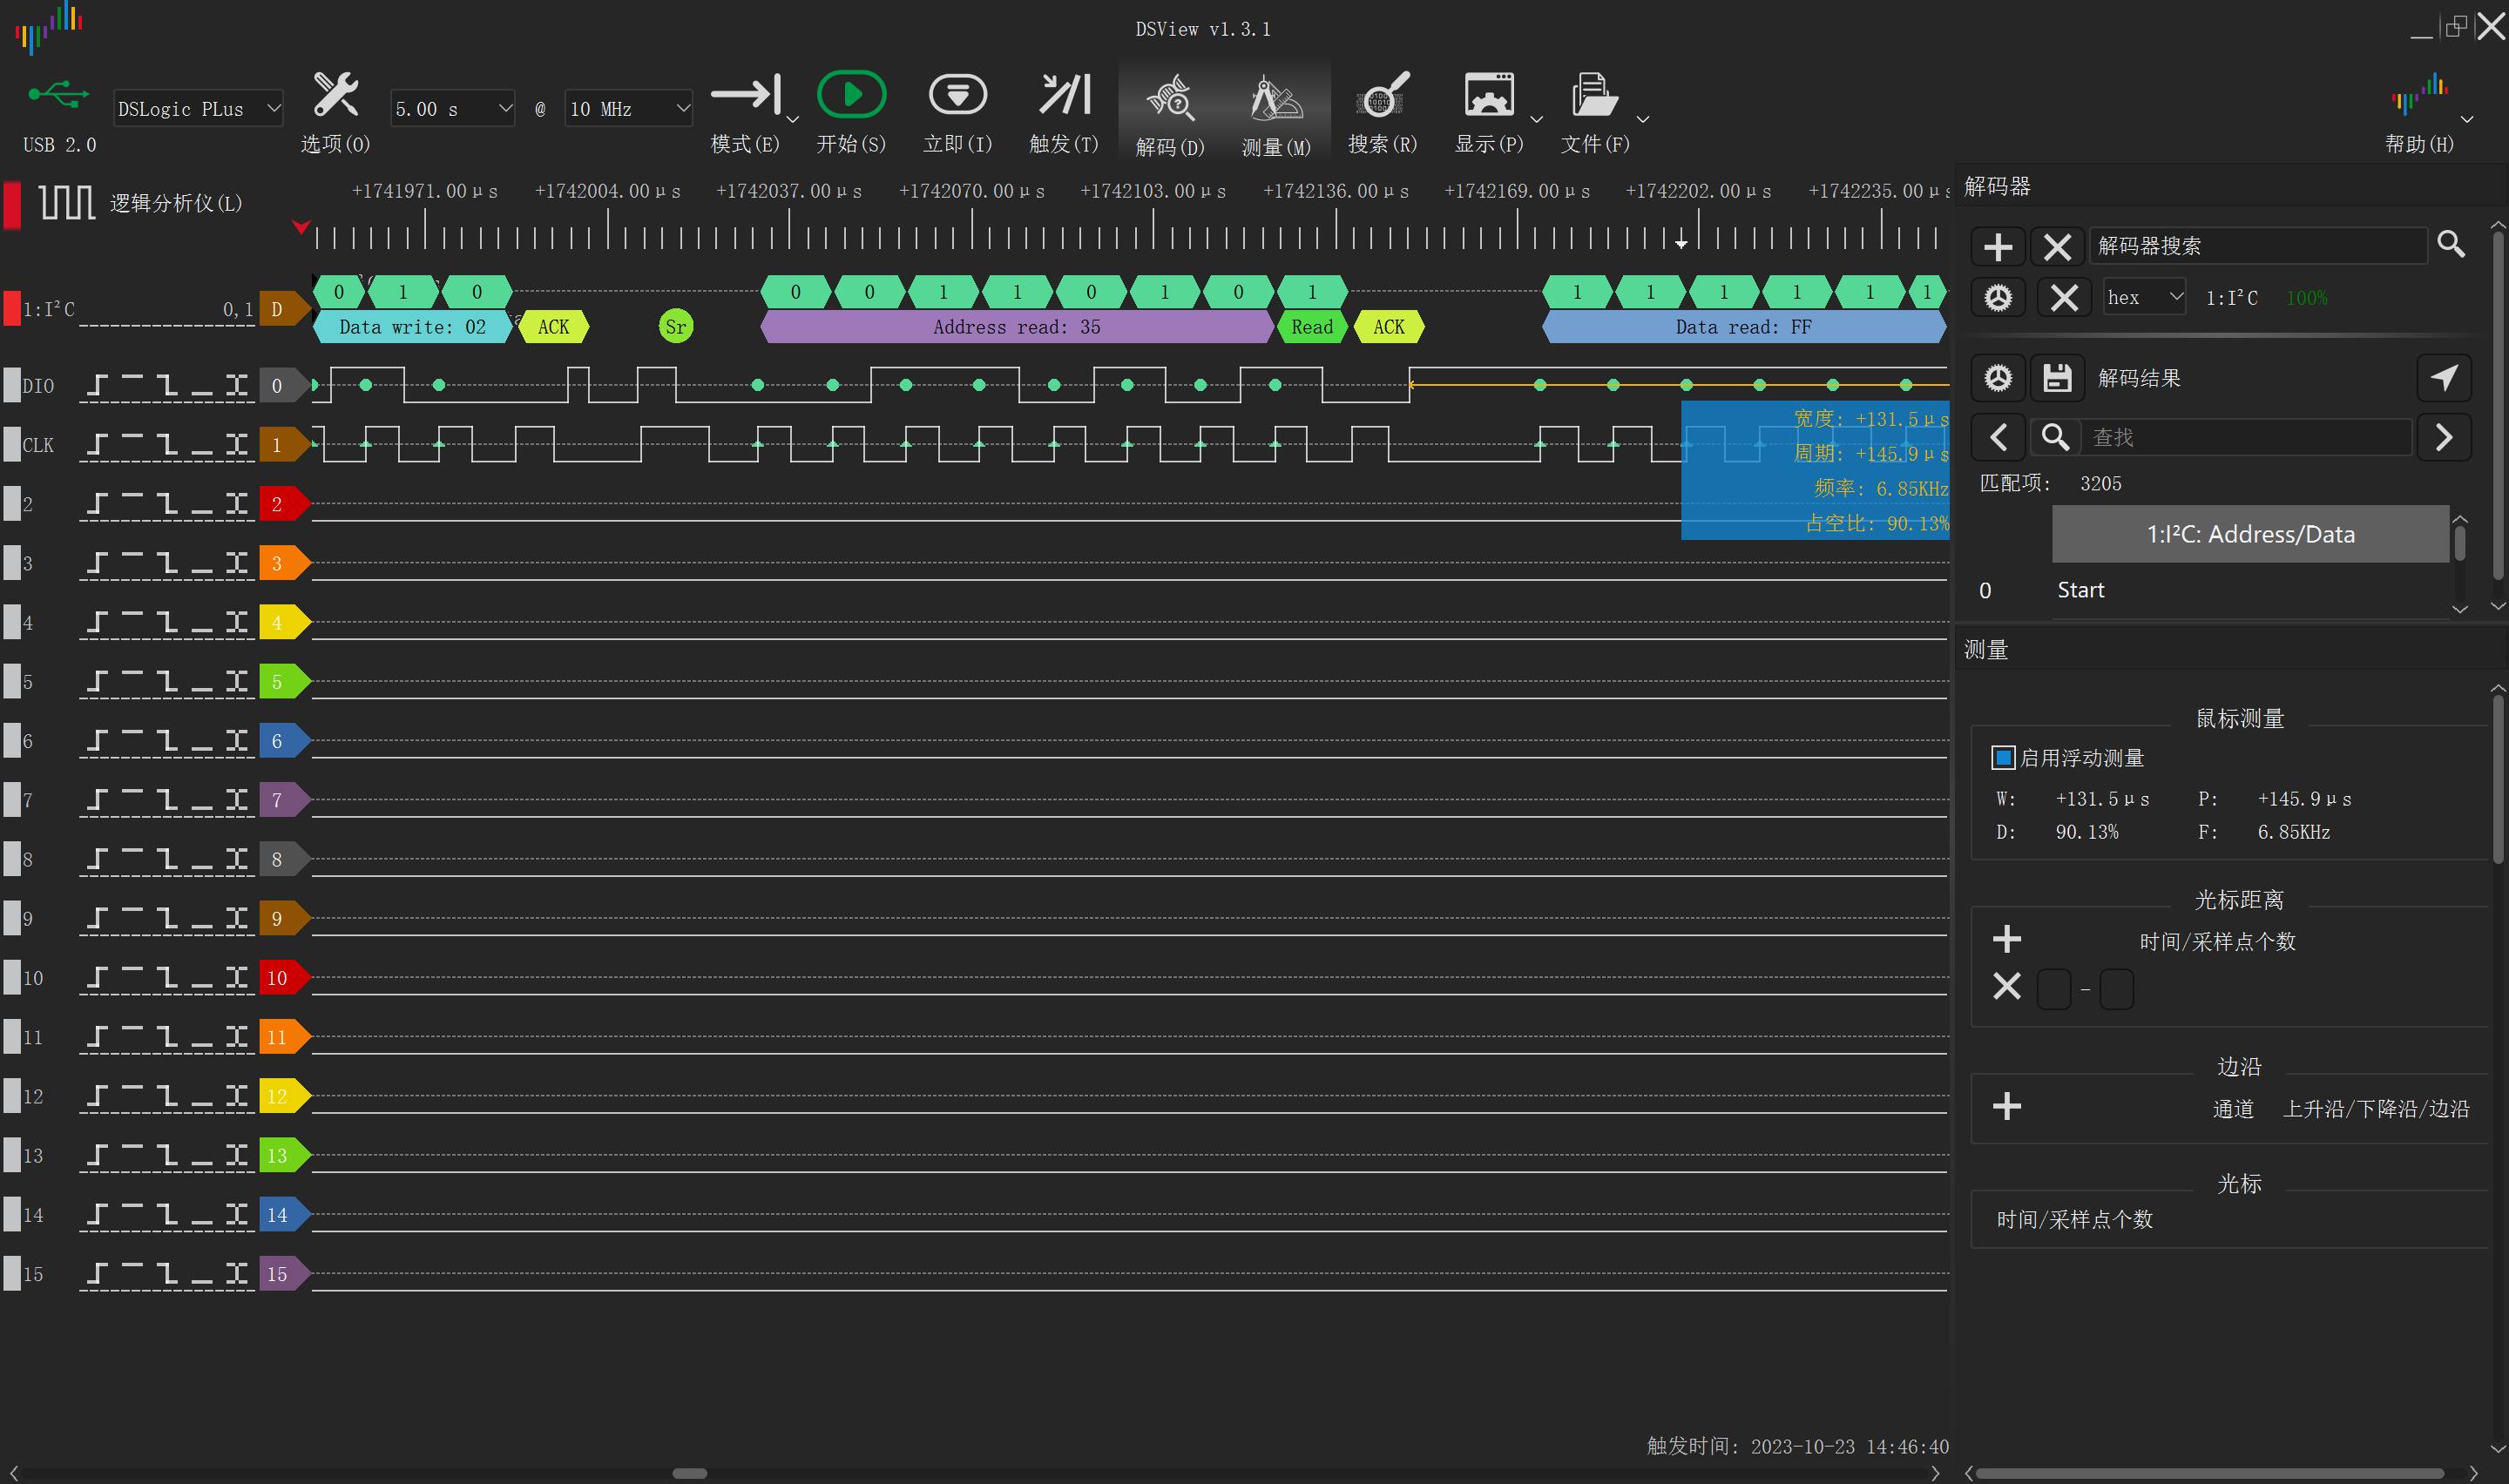 DSView v1.3.1
USB 2.0
DSLogic PLus
选项(O)
5.00 s
@
10 MHz
模式(E)
开始(S)
立即(I)
触发(T)
解码(D)
测量(M)
搜索(R)
显示(P)
文件(F)
帮助(H)
逻辑分析仪(L)
+1741971.00μs +1742004.00μs +1742037.00μs +1742070.00μs +1742103.00μs +1742136.00μs +1742169.00μs +1742202.00μs +1742235.00μs
0 1 0 0 0 1 1 0 1 0 1 1 1 1 1 1 1
1:I²C 0,1 D
Data write: 02 ACK Sr Address read: 35 Read ACK Data read: FF
DIO 0
CLK 1
宽度: +131.5μs
周期: +145.9μs
频率: 6.85KHz
占空比: 90.13%
2 2
3 3
4 4
5 5
6 6
7 7
8 8
9 9
10 10
11 11
12 12
13 13
14 14
15 15
触发时间: 2023-10-23 14:46:40
解码器
解码器搜索
hex 1:I²C 100%
解码结果
查找
匹配项: 3205
1:I²C: Address/Data
0 Start
测量
鼠标测量
启用浮动测量
W: +131.5μs P: +145.9μs
D: 90.13% F: 6.85KHz
光标距离
时间/采样点个数
-
边沿
通道 上升沿/下降沿/边沿
光标
时间/采样点个数